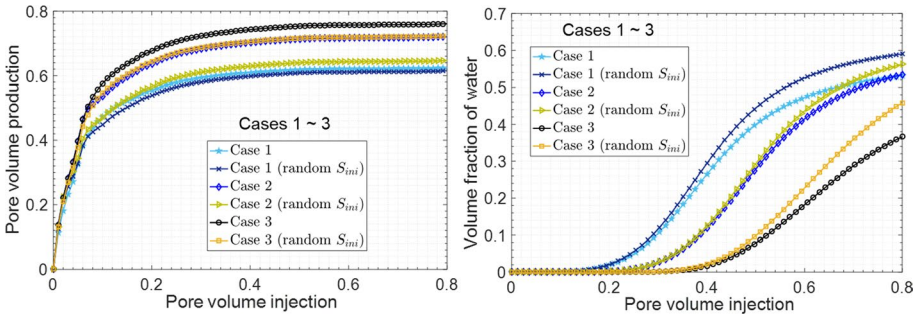 0.8
0.6
0.4
0.2
0
Pore volume production
Cases 1 ~ 3
Case 1
Case 1 (random S_ini)
Case 2
Case 2 (random S_ini)
Case 3
Case 3 (random S_ini)
0 0.2 0.4 0.6 0.8
Pore volume injection
0.7
0.6
0.5
0.4
0.3
0.2
0.1
0
Volume fraction of water
Cases 1 ~ 3
Case 1
Case 1 (random S_ini)
Case 2
Case 2 (random S_ini)
Case 3
Case 3 (random S_ini)
0 0.2 0.4 0.6 0.8
Pore volume injection